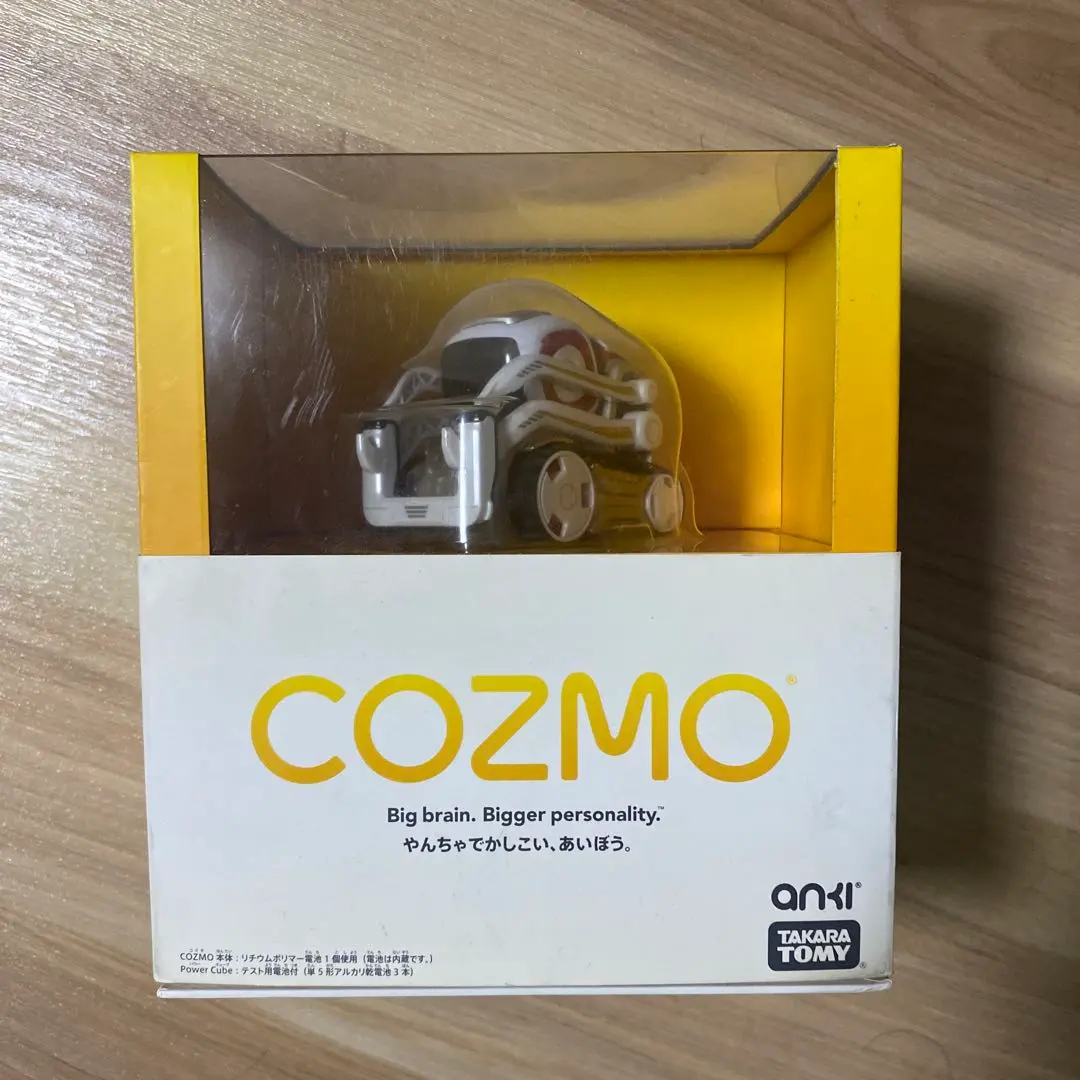 COZMO®
Big brain. Bigger personality.™
やんちゃでかしこい、あいぼう。
anki®
TAKARA
TOMY®
COZMO 本体：リチウムポリマー電池1個使用（電池は内蔵です。）
Power Cube：テスト用電池付（単5形アルカリ乾電池3本）